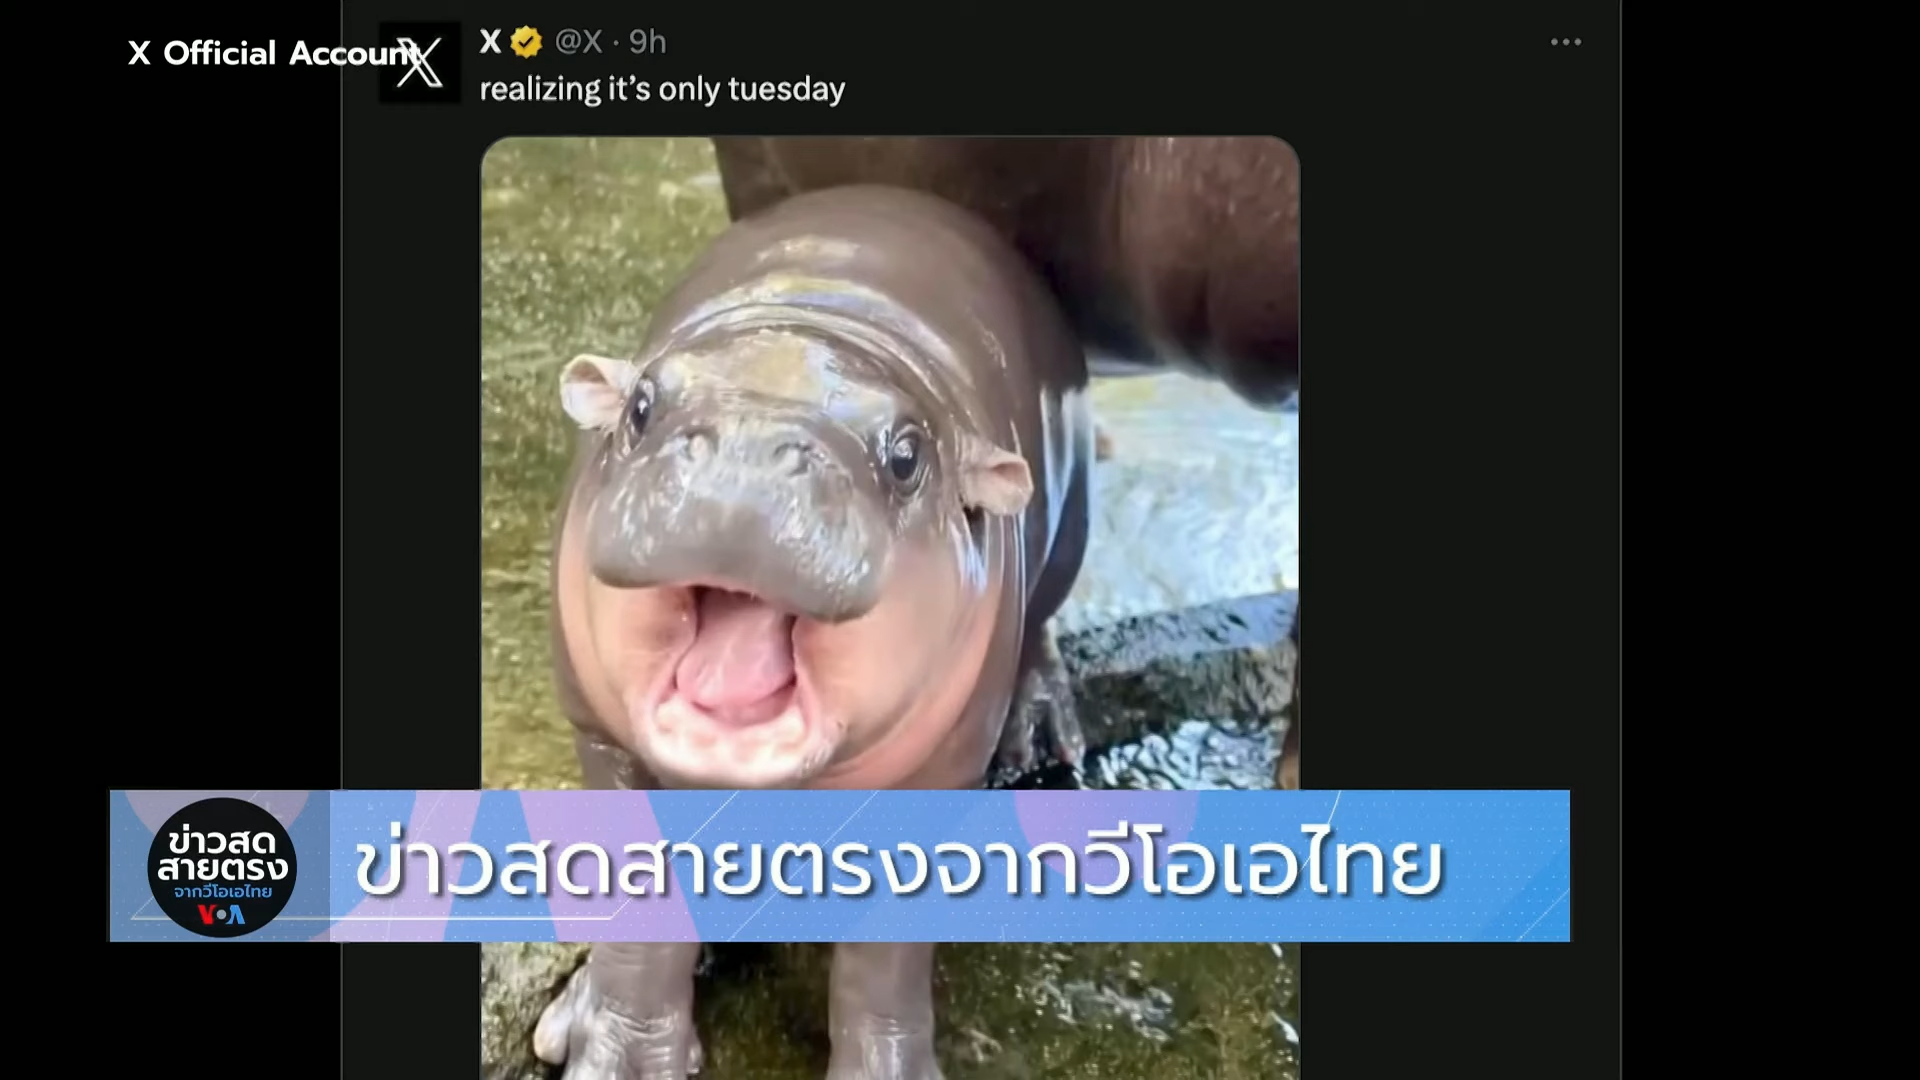 X Official Account
X @X · 9h
realizing it’s only tuesday
ข่าวสด
สายตรง
จากวีโอเอไทย
VOA
ข่าวสดสายตรงจากวีโอเอไทย